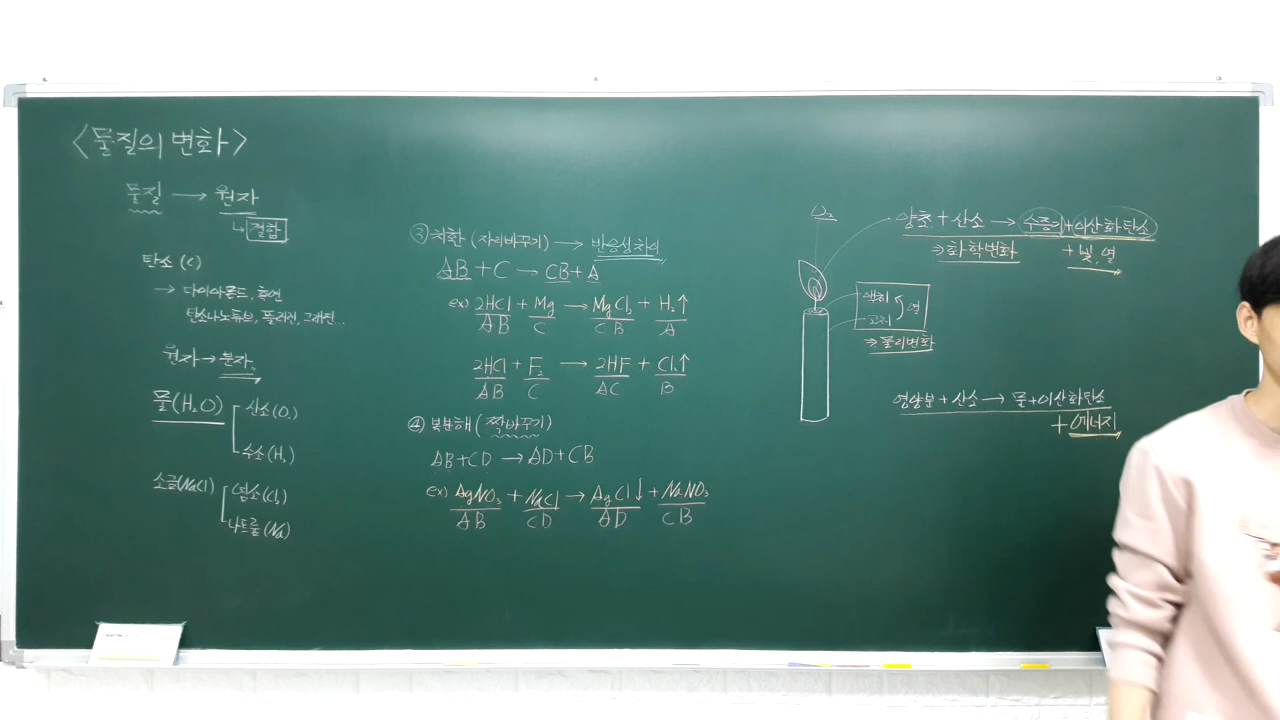 <물질의 변화>
물질 → 원자
↳ 결합
탄소 (C)
→ 다이아몬드, 흑연
탄소나노튜브, 풀러렌, 그래핀...
원자 → 분자
물(H₂O)
산소(O₂)
수소(H₂)
소금(NaCl)
염소(Cl₂)
나트륨(Na)
③ 치환 (자리바꾸기) → 반응성 차이
AB + C → CB + A
ex) 2HCl + Mg → MgCl₂ + H₂↑
AB C CB A
2HCl + F₂ → 2HF + Cl₂↑
AB C AC B
④ 복분해 (짝바꾸기)
AB+CD → AD+CB
ex) AgNO₃ + NaCl → AgCl↓ + NaNO₃
AB CD AD CB
O₂
양초 + 산소 → 수증기+이산화탄소
⇒ 화학변화 + 빛, 열
액체
고체
열
⇒ 물리변화
영양분 + 산소 → 물+이산화탄소
+ 에너지